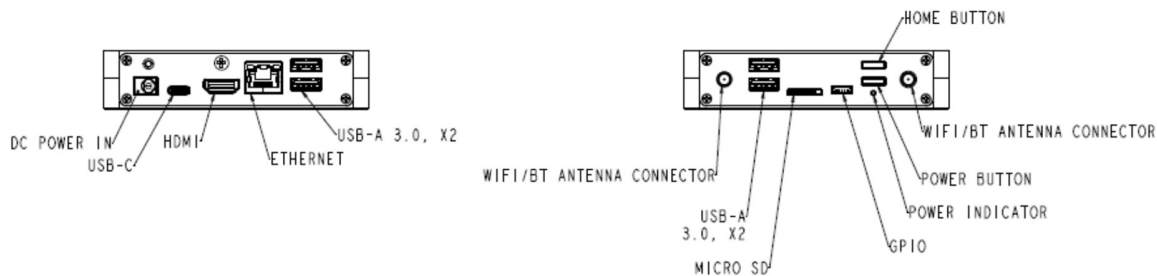 HOME BUTTON
DC POWER IN
USB-C
HDMI
ETHERNET
USB-A 3.0, X2
WIFI/BT ANTENNA CONNECTOR
WIFI/BT ANTENNA CONNECTOR
POWER BUTTON
USB-A
3.0, X2
POWER INDICATOR
GPIO
MICRO SD